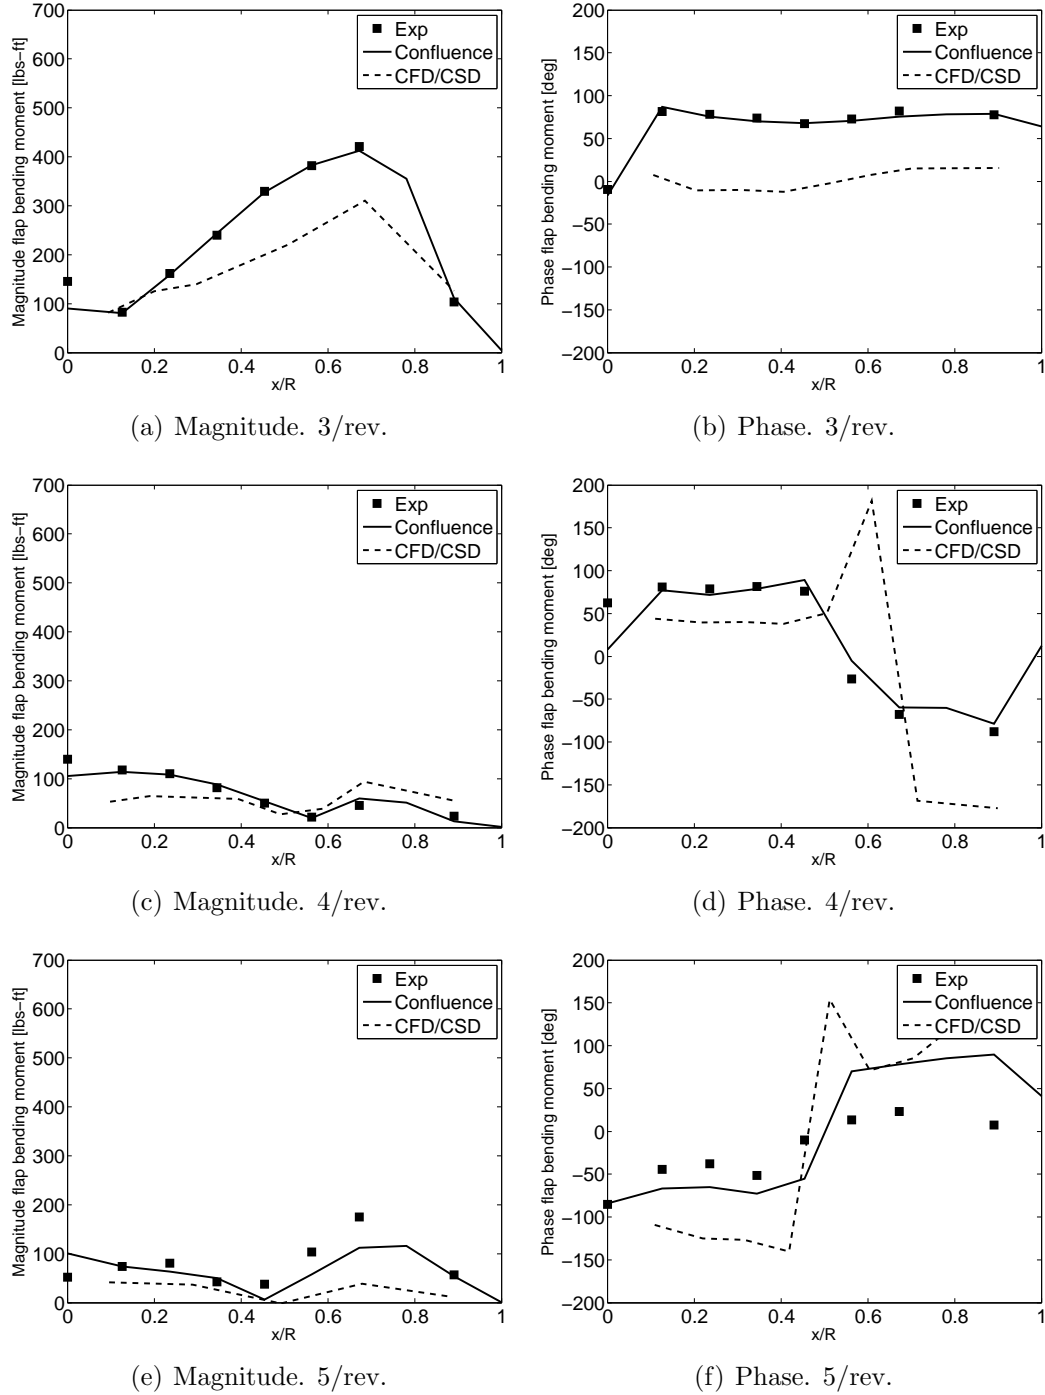 700
600
500
400
300
200
100
0
Magnitude flap bending moment [lbs-ft]
Exp
Confluence
CFD/CSD
0 0.2 0.4 0.6 0.8 1
x/R
(a) Magnitude. 3/rev.
200
150
100
50
0
-50
-100
-150
-200
Phase flap bending moment [deg]
Exp
Confluence
CFD/CSD
0 0.2 0.4 0.6 0.8 1
x/R
(b) Phase. 3/rev.
700
600
500
400
300
200
100
0
Magnitude flap bending moment [lbs-ft]
Exp
Confluence
CFD/CSD
0 0.2 0.4 0.6 0.8 1
x/R
(c) Magnitude. 4/rev.
200
150
100
50
0
-50
-100
-150
-200
Phase flap bending moment [deg]
Exp
Confluence
CFD/CSD
0 0.2 0.4 0.6 0.8 1
x/R
(d) Phase. 4/rev.
700
600
500
400
300
200
100
0
Magnitude flap bending moment [lbs-ft]
Exp
Confluence
CFD/CSD
0 0.2 0.4 0.6 0.8 1
x/R
(e) Magnitude. 5/rev.
200
150
100
50
0
-50
-100
-150
-200
Phase flap bending moment [deg]
Exp
Confluence
CFD/CSD
0 0.2 0.4 0.6 0.8 1
x/R
(f) Phase. 5/rev.